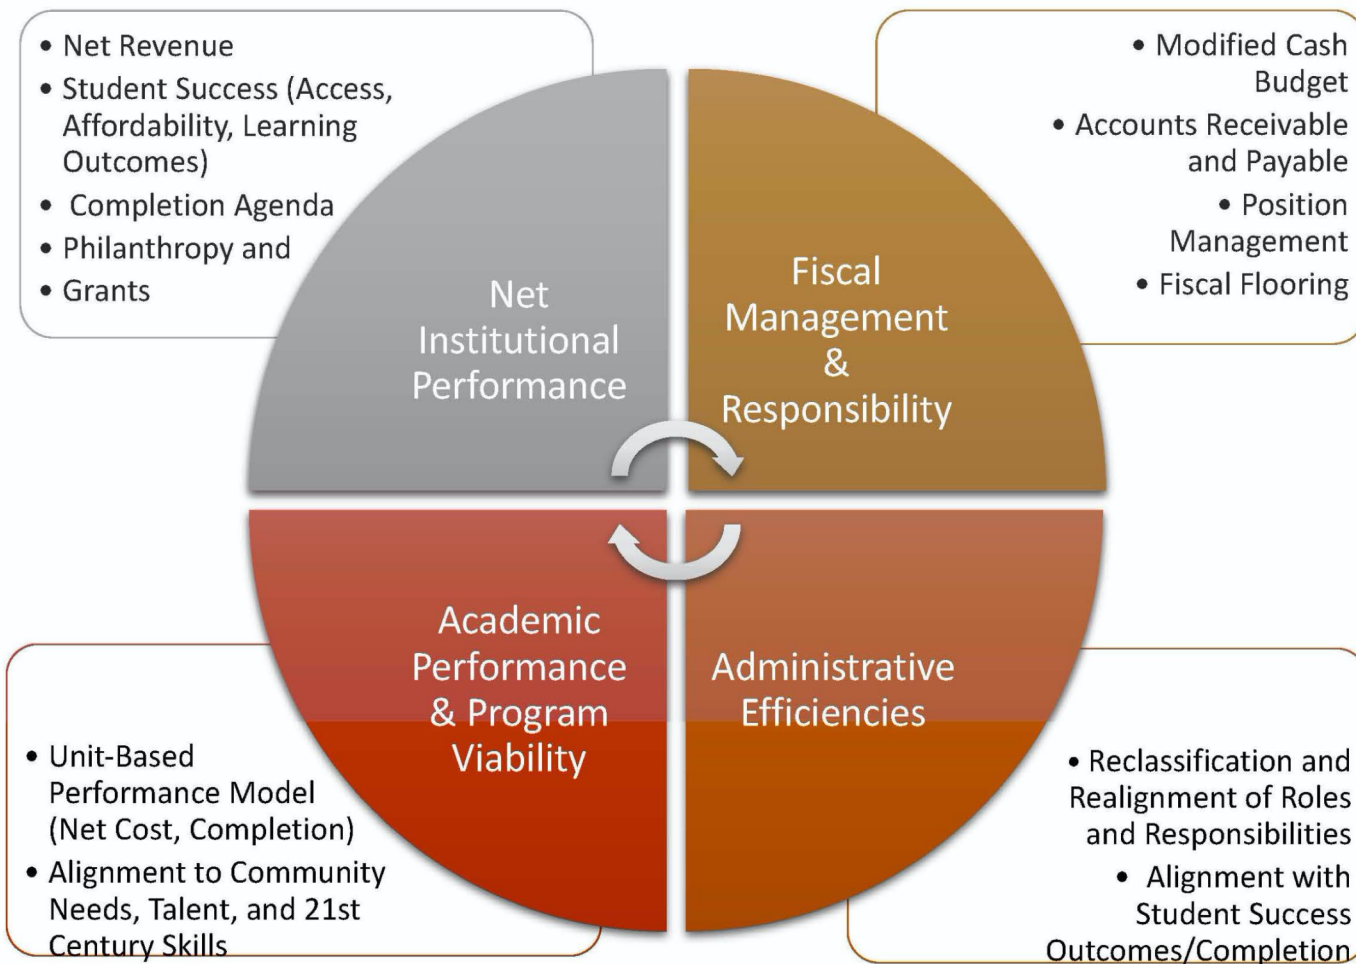 • Net Revenue
• Student Success (Access,
Affordability, Learning
Outcomes)
• Completion Agenda
• Philanthropy and
• Grants
Net
Institutional
Performance
• Modified Cash
Budget
• Accounts Receivable
and Payable
• Position
Management
• Fiscal Flooring
Fiscal
Management
&
Responsibility
Academic
Performance
& Program
Viability
• Unit-Based
Performance Model
(Net Cost, Completion)
• Alignment to Community
Needs, Talent, and 21st
Century Skills
Administrative
Efficiencies
• Reclassification and
Realignment of Roles
and Responsibilities
• Alignment with
Student Success
Outcomes/Completion